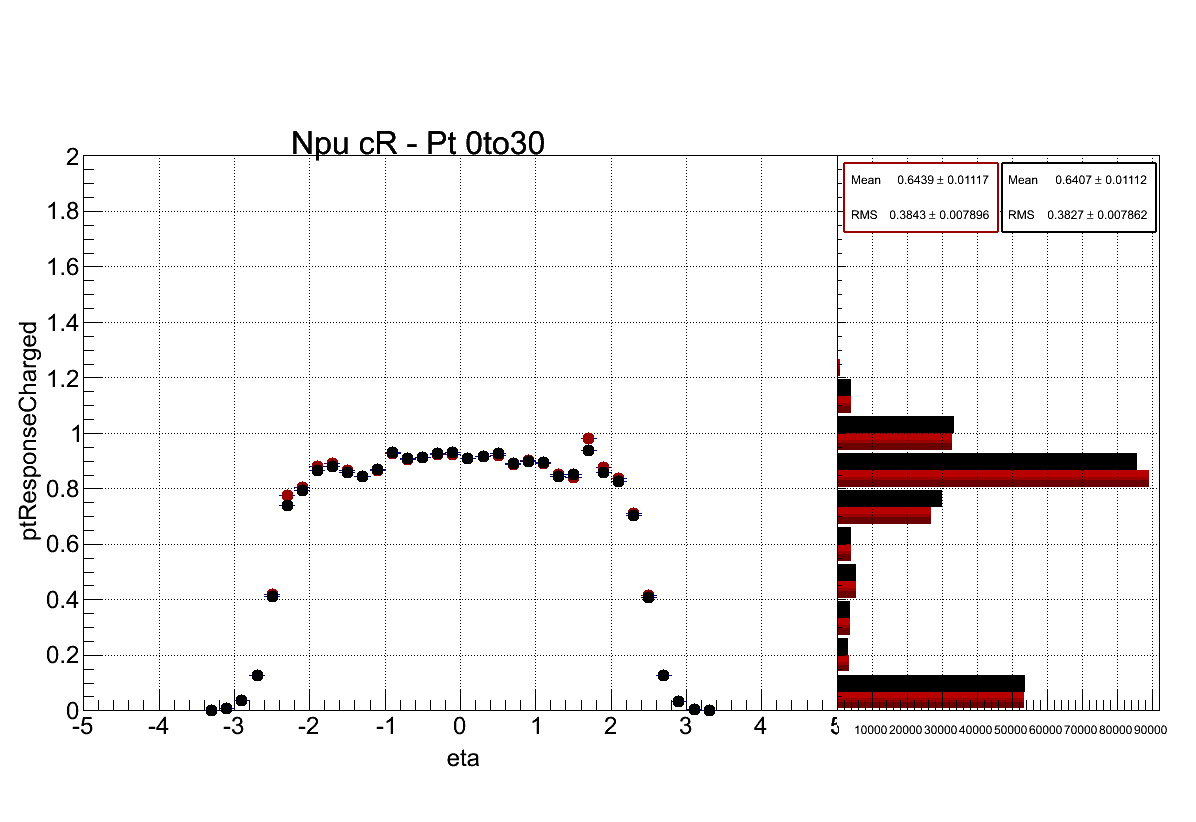 Npu cR - Pt 0to30
ptResponseCharged
2
1.8
1.6
1.4
1.2
1
0.8
0.6
0.4
0.2
0
-5 -4 -3 -2 -1 0 1 2 3 4 5
eta
Mean 0.6439 ± 0.01117
RMS 0.3843 ± 0.007896
Mean 0.6407 ± 0.01112
RMS 0.3827 ± 0.007862
10000 20000 30000 40000 50000 60000 70000 80000 90000